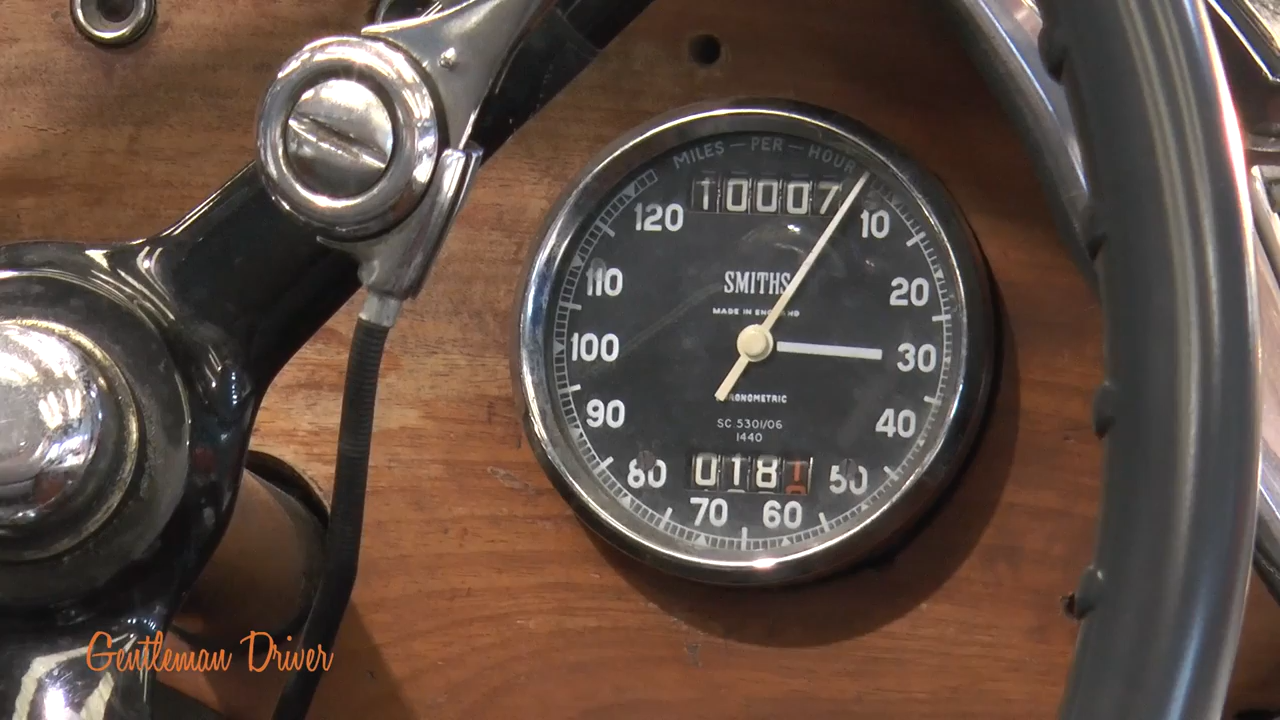 MILES - PER - HOUR
10007
120
10
110
SMITHS
20
MADE IN ENGLAND
100
30
90
CHRONOMETRIC
40
SC.5301/06
1440
80
0181
50
70
60
Gentleman Driver